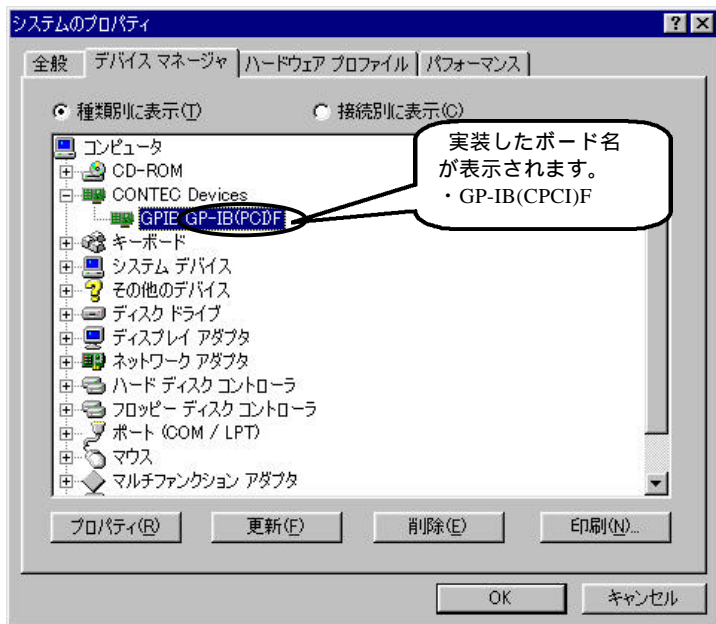 システムのプロパティ
全般 デバイス マネージャ ハードウェア プロファイル パフォーマンス
種類別に表示(T) 接続別に表示(C)
コンピュータ
CD-ROM
CONTEC Devices
GP-IB(PCI)F
キーボード
システム デバイス
その他のデバイス
ディスク ドライブ
ディスプレイ アダプタ
ネットワーク アダプタ
ハード ディスク コントローラ
フロッピー ディスク コントローラ
ポート (COM / LPT)
マウス
マルチファンクション アダプタ
実装したボード名
が表示されます。
・GP-IB(CPCI)F
プロパティ(R) 更新(F) 削除(E) 印刷(N)...
OK キャンセル